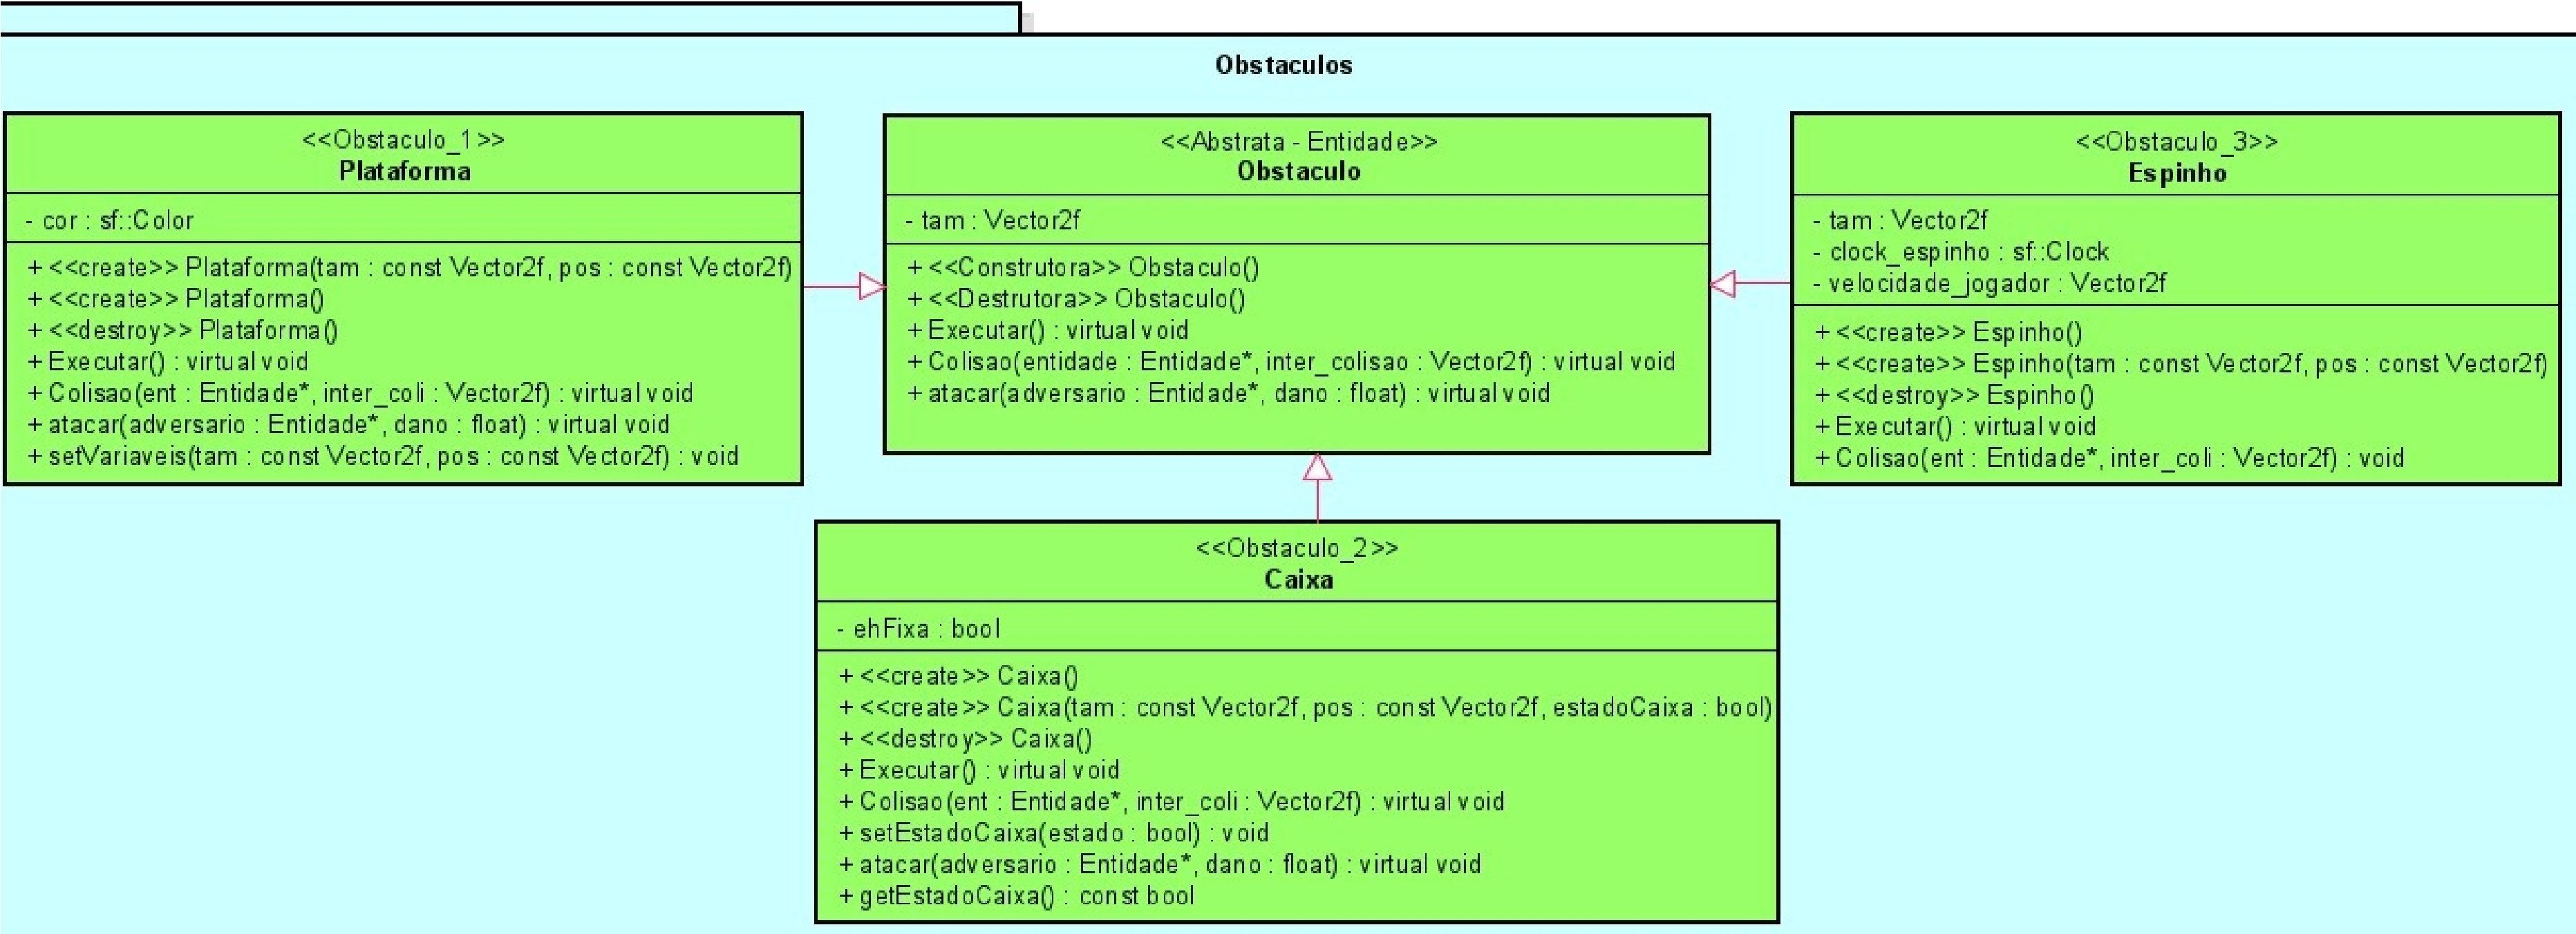 Obstaculos
<<Obstaculo_1>>
Plataforma
- cor : sf::Color
+ <<create>> Plataforma(tam : const Vector2f, pos : const Vector2f)
+ <<create>> Plataforma()
+ <<destroy>> Plataforma()
+ Executar() : virtual void
+ Colisao(ent : Entidade*, inter_coli : Vector2f) : virtual void
+ atacar(adversario : Entidade*, dano : float) : virtual void
+ setVariaveis(tam : const Vector2f, pos : const Vector2f) : void
<<Abstrata - Entidade>>
Obstaculo
- tam : Vector2f
+ <<Construtora>> Obstaculo()
+ <<Destrutora>> Obstaculo()
+ Executar() : virtual void
+ Colisao(entidade : Entidade*, inter_colisao : Vector2f) : virtual void
+ atacar(adversario : Entidade*, dano : float) : virtual void
<<Obstaculo_3>>
Espinho
- tam : Vector2f
- clock_espinho : sf::Clock
- velocidade_jogador : Vector2f
+ <<create>> Espinho()
+ <<create>> Espinho(tam : const Vector2f, pos : const Vector2f)
+ <<destroy>> Espinho()
+ Executar() : virtual void
+ Colisao(ent : Entidade*, inter_coli : Vector2f) : void
<<Obstaculo_2>>
Caixa
- ehFixa : bool
+ <<create>> Caixa()
+ <<create>> Caixa(tam : const Vector2f, pos : const Vector2f, estadoCaixa : bool)
+ <<destroy>> Caixa()
+ Executar() : virtual void
+ Colisao(ent : Entidade*, inter_coli : Vector2f) : virtual void
+ setEstadoCaixa(estado : bool) : void
+ atacar(adversario : Entidade*, dano : float) : virtual void
+ getEstadoCaixa() : const bool